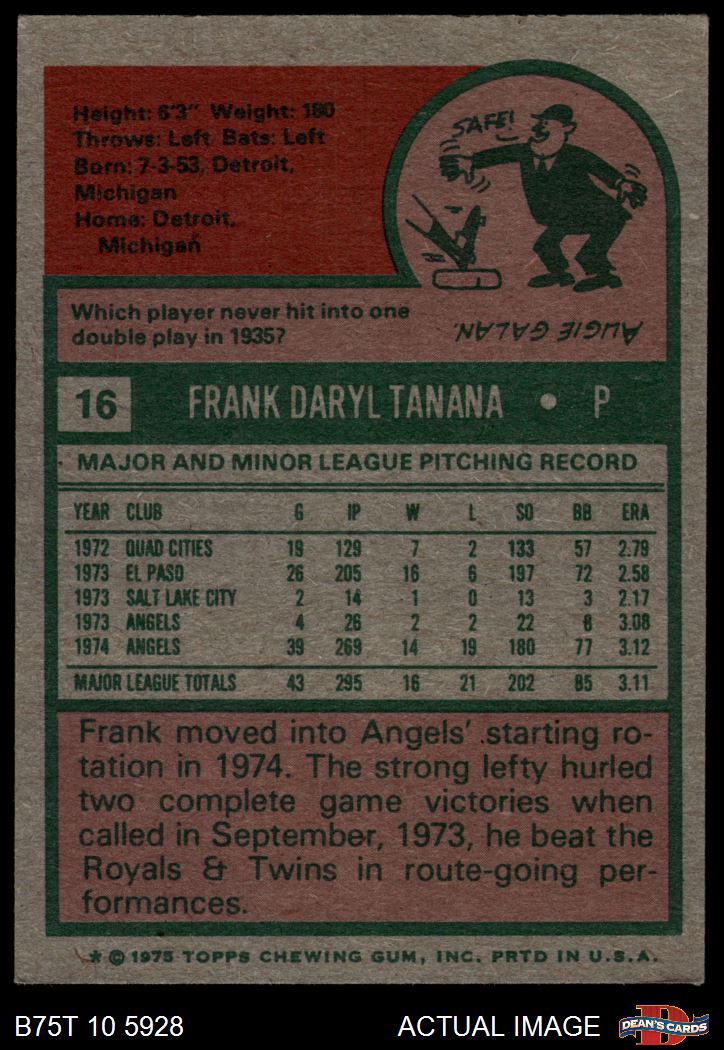 Height: 6'3" Weight: 180
Throws: Left Bats: Left
Born: 7-3-53, Detroit,
Michigan
Home: Detroit,
Michigan
SAFE!
Which player never hit into one
double play in 1935?
AUGIE GALAN.
16 FRANK DARYL TANANA • P
MAJOR AND MINOR LEAGUE PITCHING RECORD
YEAR CLUB G IP W L SO BB ERA
1972 QUAD CITIES 19 129 7 2 133 57 2.79
1973 EL PASO 26 205 16 6 197 72 2.58
1973 SALT LAKE CITY 2 14 1 0 13 3 2.17
1973 ANGELS 4 26 2 2 22 8 3.08
1974 ANGELS 39 269 14 19 180 77 3.12
MAJOR LEAGUE TOTALS 43 295 16 21 202 85 3.11
Frank moved into Angels' starting ro-
tation in 1974. The strong lefty hurled
two complete game victories when
called in September, 1973, he beat the
Royals & Twins in route-going per-
formances.
* © 1975 TOPPS CHEWING GUM, INC. PRTD IN U.S.A.
B75T 10 5928 ACTUAL IMAGE DEAN'S CARDS